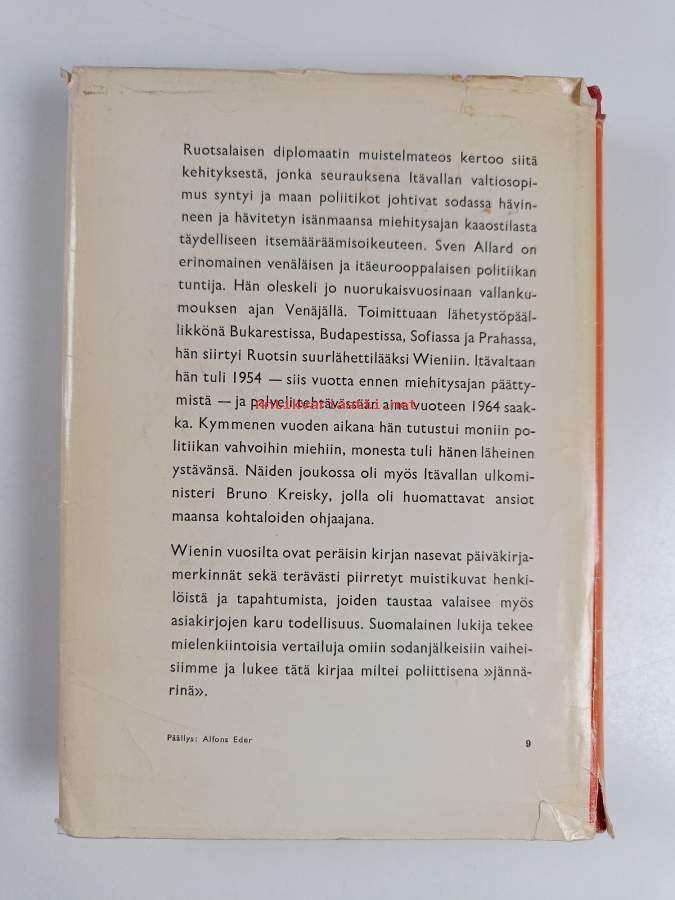 Ruotsalaisen diplomaatin muistelmateos kertoo siitä
kehityksestä, jonka seurauksena Itävallan valtiosopi-
mus syntyi ja maan poliitikot johtivat sodassa hävin-
neen ja hävitetyn isänmaansa miehitysajan kaaostilasta
täydelliseen itsemääräämisoikeuteen. Sven Allard on
erinomainen venäläisen ja itäeurooppalaisen politiikan
tuntija. Hän oleskeli jo nuorukaisvuosinaan vallanku-
mouksen ajan Venäjällä. Toimittuaan lähetystöpääl-
likkönä Bukarestissa, Budapestissa, Sofiassa ja Prahassa,
hän siirtyi Ruotsin suurlähettilääksi Wieniin. Itävaltaan
hän tuli 1954 — siis vuotta ennen miehitysajan päätty-
mistä — ja palveli tehtävässään aina vuoteen 1964 saak-
ka. Kymmenen vuoden aikana hän tutustui moniin po-
litiikan vahvoihin miehiin, monesta tuli hänen läheinen
ystävänsä. Näiden joukossa oli myös Itävallan ulkomi-
nisteri Bruno Kreisky, jolla oli huomattavat ansiot
maansa kohtaloiden ohjaajana.
Wienin vuosilta ovat peräisin kirjan nasevat päiväkirja-
merkinnät sekä terävästi piirretyt muistikuvat henki-
löistä ja tapahtumista, joiden taustaa valaisee myös
asiakirjojen karu todellisuus. Suomalainen lukija tekee
mielenkiintoisia vertailuja omiin sodanjälkeisiin vaihei-
siimme ja lukee tätä kirjaa miltei poliittisena »jännä-
rinä».
Päällys: Alfons Eder 9